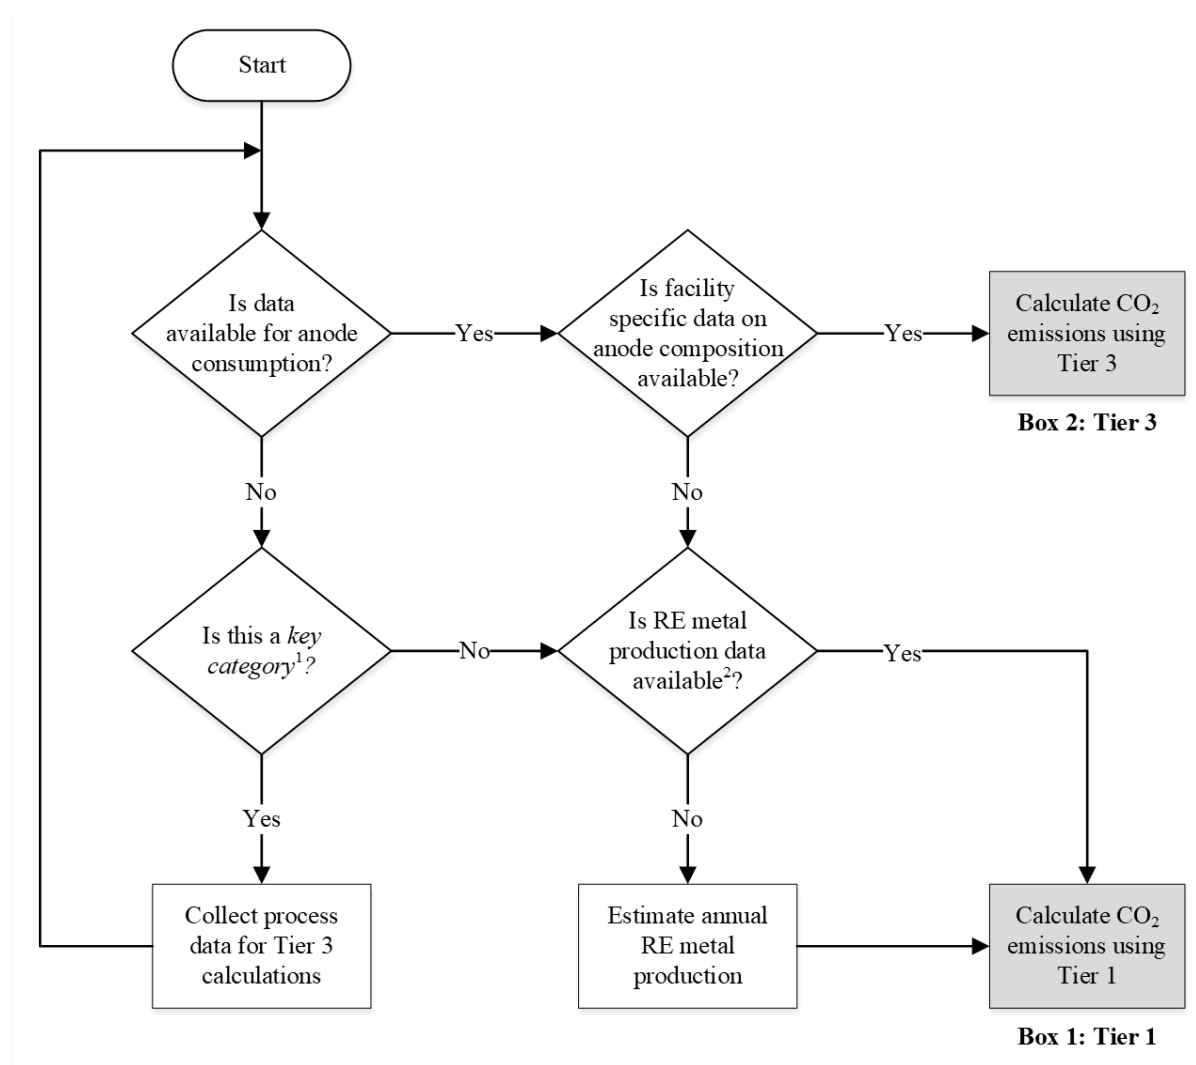 Start
Is data
available for anode
consumption?
Yes
Is facility
specific data on
anode composition
available?
Yes
Calculate CO₂
emissions using
Tier 3
Box 2: Tier 3
No
No
Is this a key
category¹?
No
Is RE metal
production data
available²?
Yes
Yes
No
Collect process
data for Tier 3
calculations
Estimate annual
RE metal
production
Calculate CO₂
emissions using
Tier 1
Box 1: Tier 1